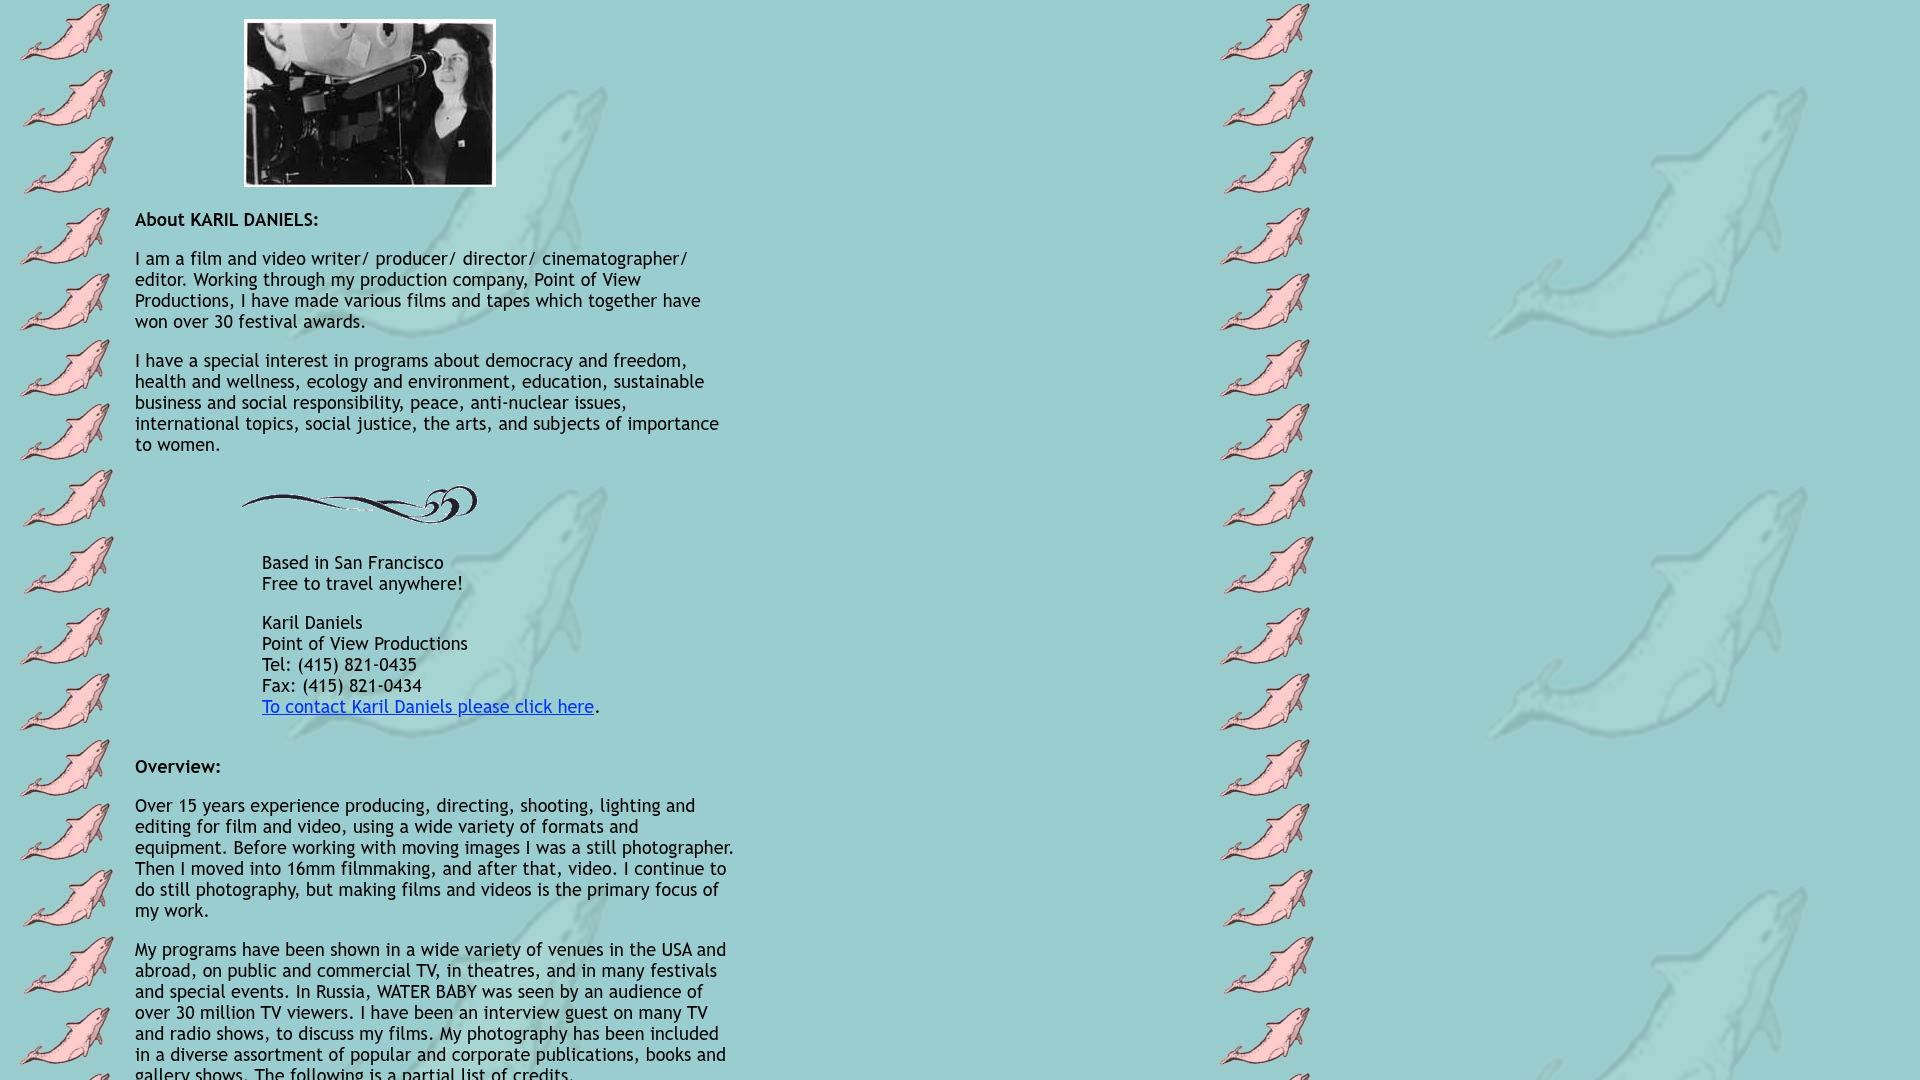 About KARIL DANIELS:
I am a film and video writer/ producer/ director/ cinematographer/
editor. Working through my production company, Point of View
Productions, I have made various films and tapes which together have
won over 30 festival awards.
I have a special interest in programs about democracy and freedom,
health and wellness, ecology and environment, education, sustainable
business and social responsibility, peace, anti-nuclear issues,
international topics, social justice, the arts, and subjects of importance
to women.
Based in San Francisco
Free to travel anywhere!
Karil Daniels
Point of View Productions
Tel: (415) 821-0435
Fax: (415) 821-0434
To contact Karil Daniels please click here.
Overview:
Over 15 years experience producing, directing, shooting, lighting and
editing for film and video, using a wide variety of formats and
equipment. Before working with moving images I was a still photographer.
Then I moved into 16mm filmmaking, and after that, video. I continue to
do still photography, but making films and videos is the primary focus of
my work.
My programs have been shown in a wide variety of venues in the USA and
abroad, on public and commercial TV, in theatres, and in many festivals
and special events. In Russia, WATER BABY was seen by an audience of
over 30 million TV viewers. I have been an interview guest on many TV
and radio shows, to discuss my films. My photography has been included
in a diverse assortment of popular and corporate publications, books and
gallery shows. The following is a partial list of credits.